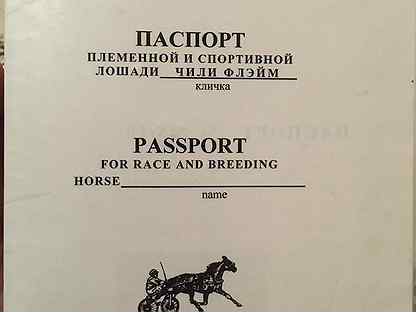 ПАСПОРТ
ПЛЕМЕННОЙ И СПОРТИВНОЙ
ЛОШАДИ ЧИЛИ ФЛЭЙМ
кличка
PASSPORT
FOR RACE AND BREEDING
HORSE
name